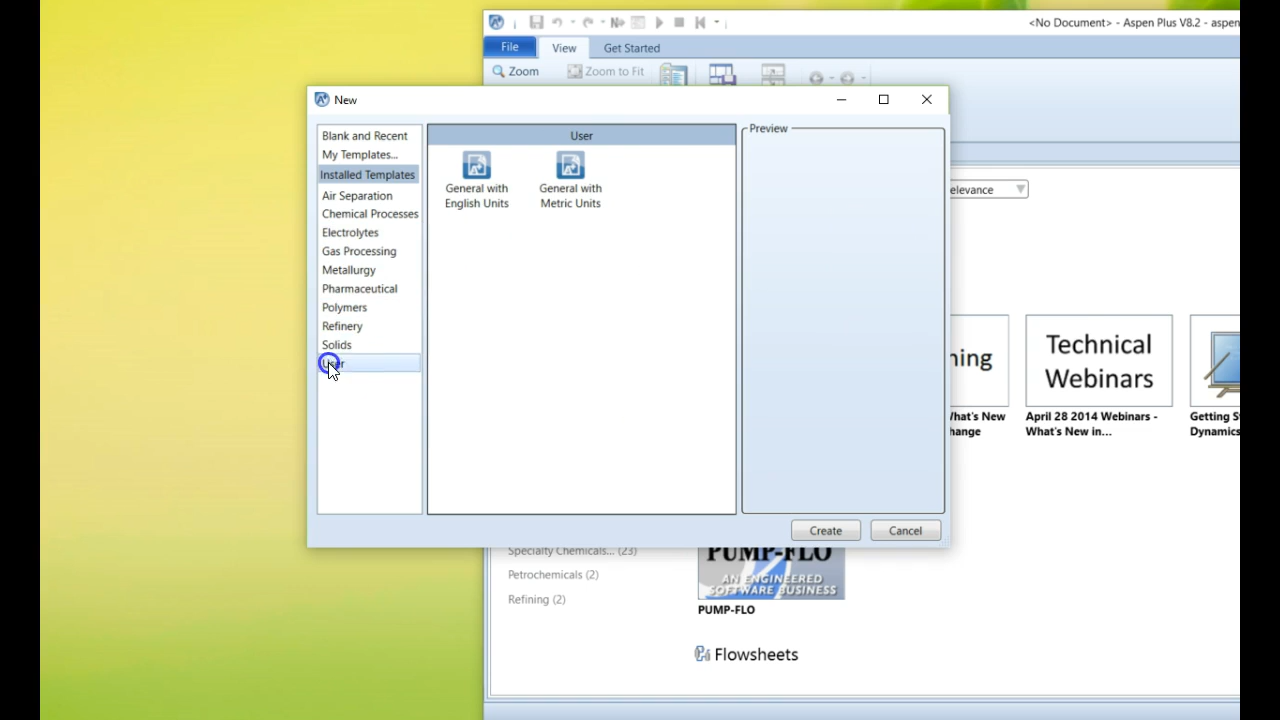 <No Document> - Aspen Plus V8.2 - aspen
File
View
Get Started
Zoom
Zoom to Fit
New
Blank and Recent
My Templates...
Installed Templates
Air Separation
Chemical Processes
Electrolytes
Gas Processing
Metallurgy
Pharmaceutical
Polymers
Refinery
Solids
User
User
General with
English Units
General with
Metric Units
Preview
Create
Cancel
elevance
ning
Technical
Webinars
What's New
hange
April 28 2014 Webinars -
What's New in...
Getting S
Dynamics
Specialty Chemicals... (23)
Petrochemicals (2)
Refining (2)
PUMP-FLO
AN ENGINEERED
SOFTWARE BUSINESS
PUMP-FLO
Flowsheets